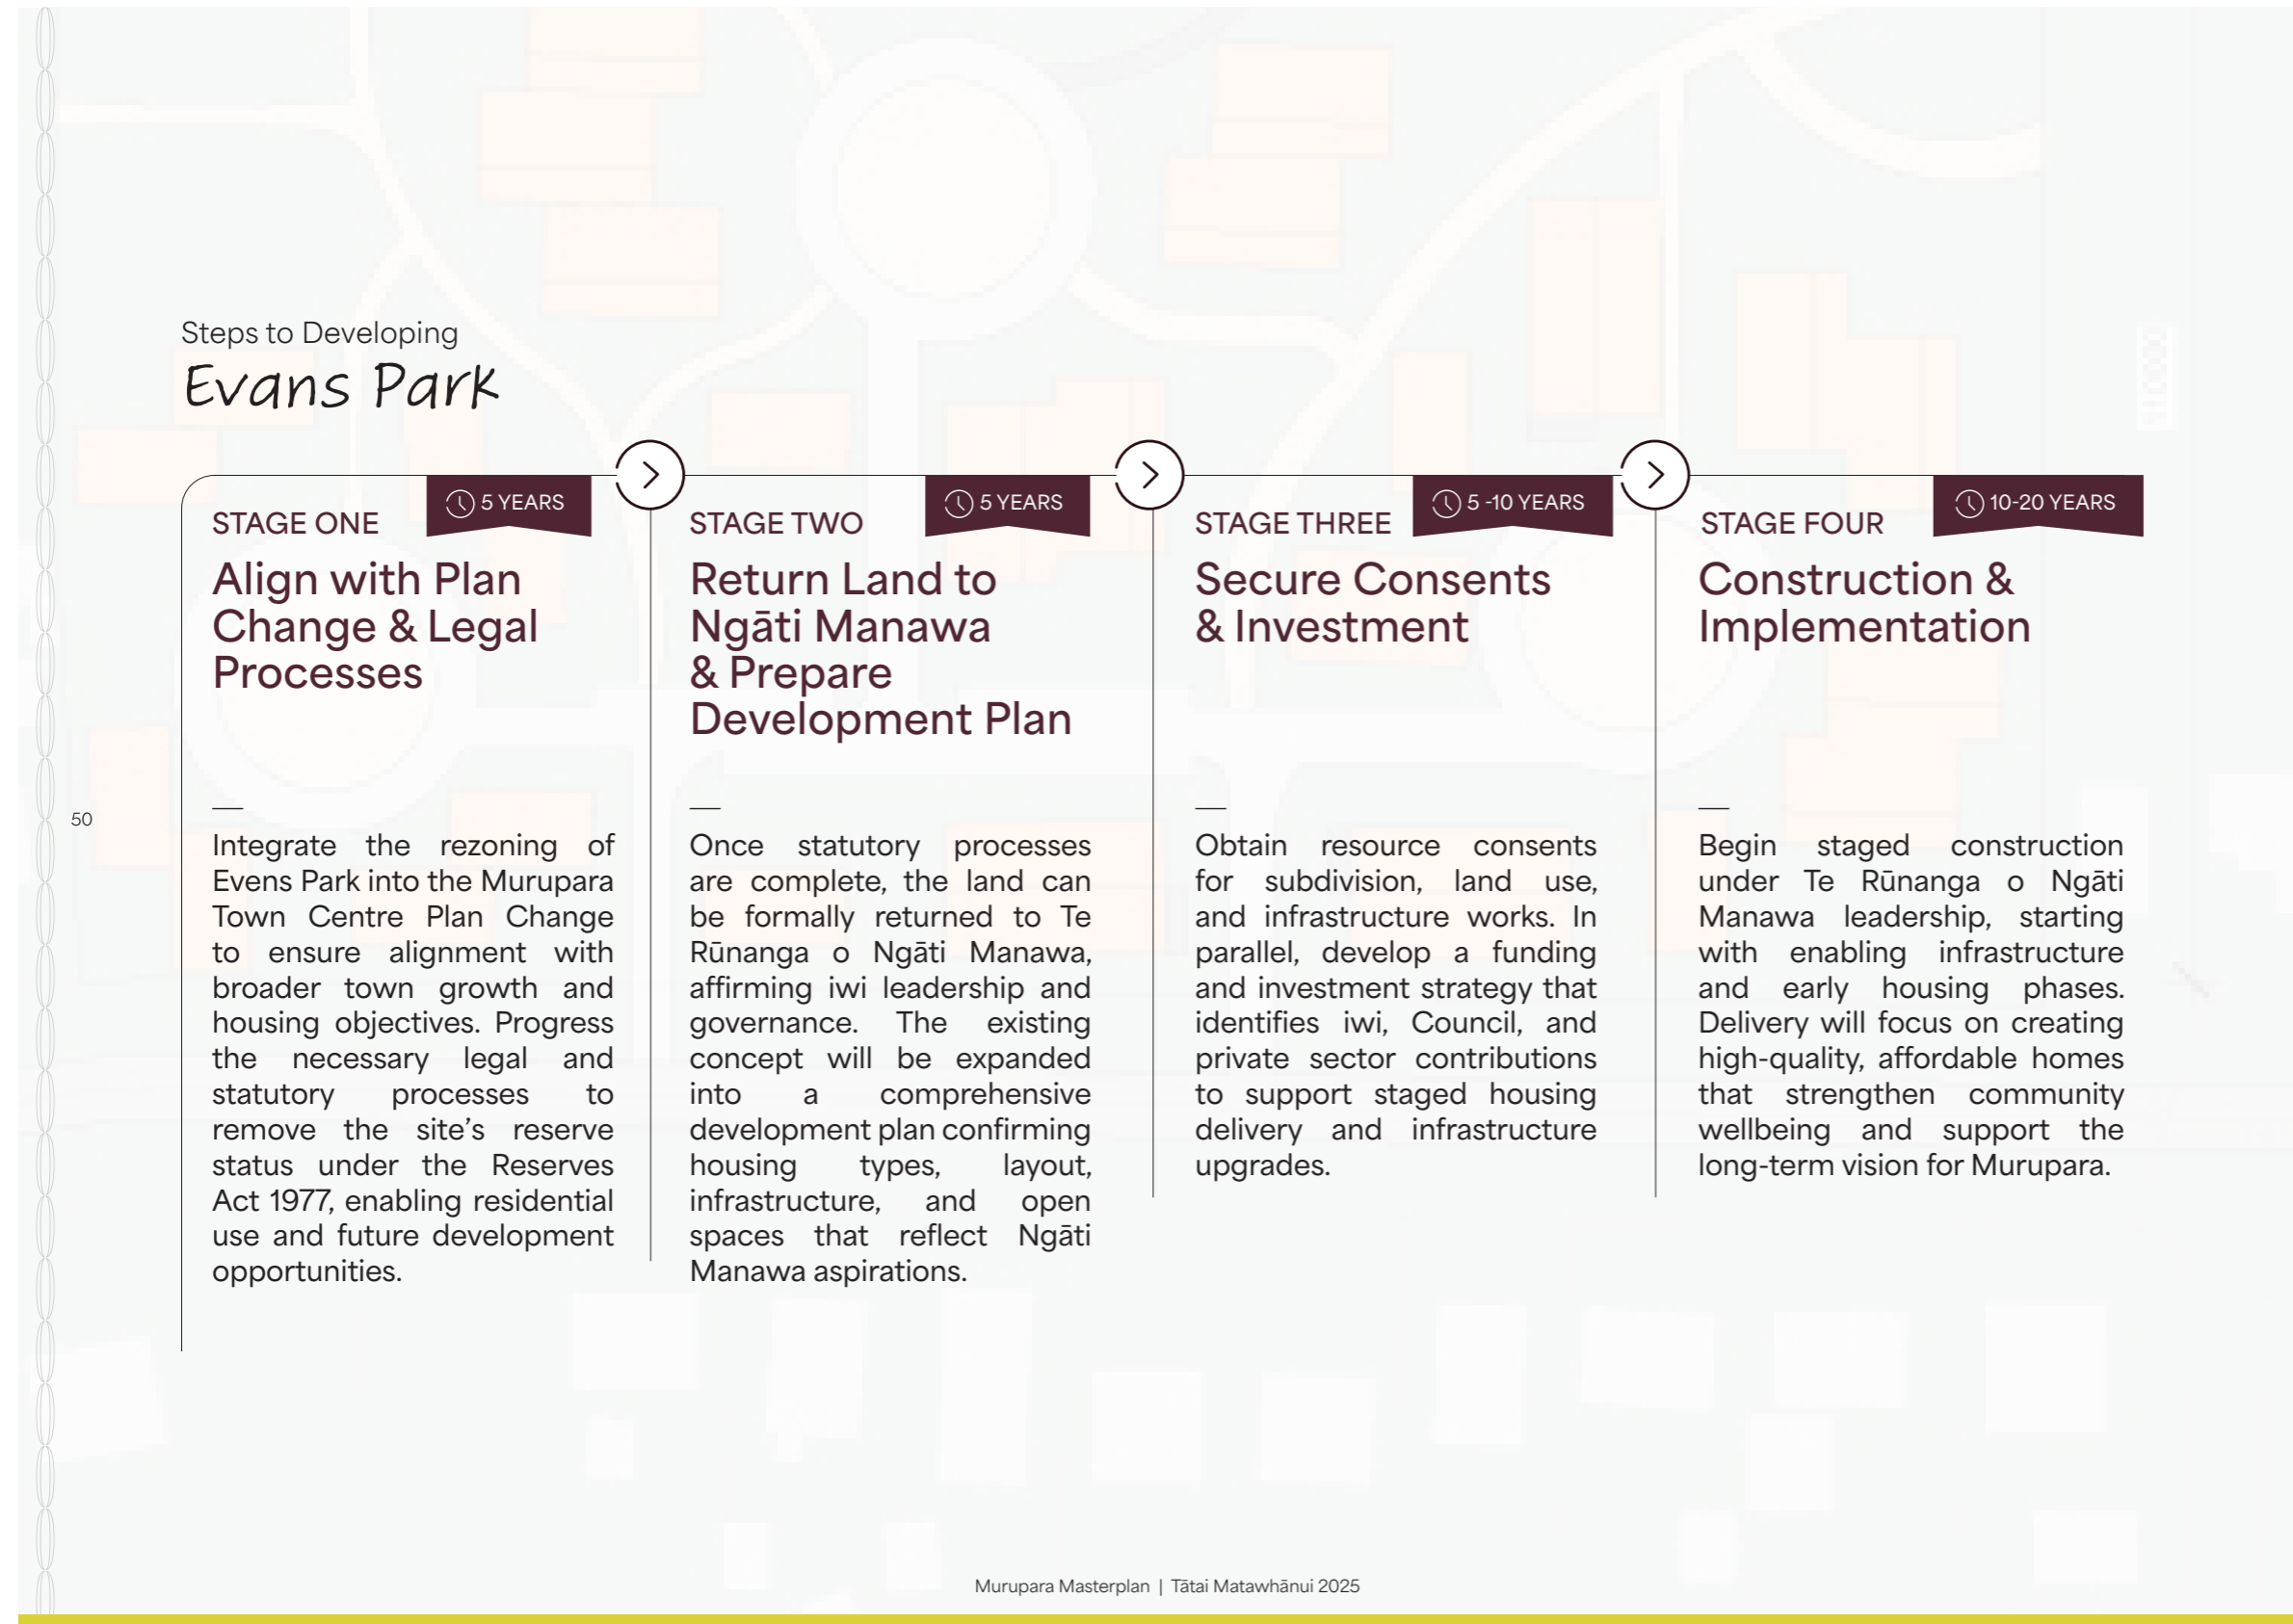 Steps to Developing
Evans Park
STAGE ONE
5 YEARS
Align with Plan
Change & Legal
Processes
Integrate the rezoning of
Evens Park into the Murupara
Town Centre Plan Change
to ensure alignment with
broader town growth and
housing objectives. Progress
the necessary legal and
statutory processes to
remove the site's reserve
status under the Reserves
Act 1977, enabling residential
use and future development
opportunities.
STAGE TWO
5 YEARS
Return Land to
Ngāti Manawa
& Prepare
Development Plan
Once statutory processes
are complete, the land can
be formally returned to Te
Rūnanga o Ngāti Manawa,
affirming iwi leadership and
governance. The existing
concept will be expanded
into a comprehensive
development plan confirming
housing types, layout,
infrastructure, and open
spaces that reflect Ngāti
Manawa aspirations.
STAGE THREE
5 -10 YEARS
Secure Consents
& Investment
Obtain resource consents
for subdivision, land use,
and infrastructure works. In
parallel, develop a funding
and investment strategy that
identifies iwi, Council, and
private sector contributions
to support staged housing
delivery and infrastructure
upgrades.
STAGE FOUR
10-20 YEARS
Construction &
Implementation
Begin staged construction
under Te Rūnanga o Ngāti
Manawa leadership, starting
with enabling infrastructure
and early housing phases.
Delivery will focus on creating
high-quality, affordable homes
that strengthen community
wellbeing and support the
long-term vision for Murupara.
50
Murupara Masterplan | Tātai Matawhānui 2025